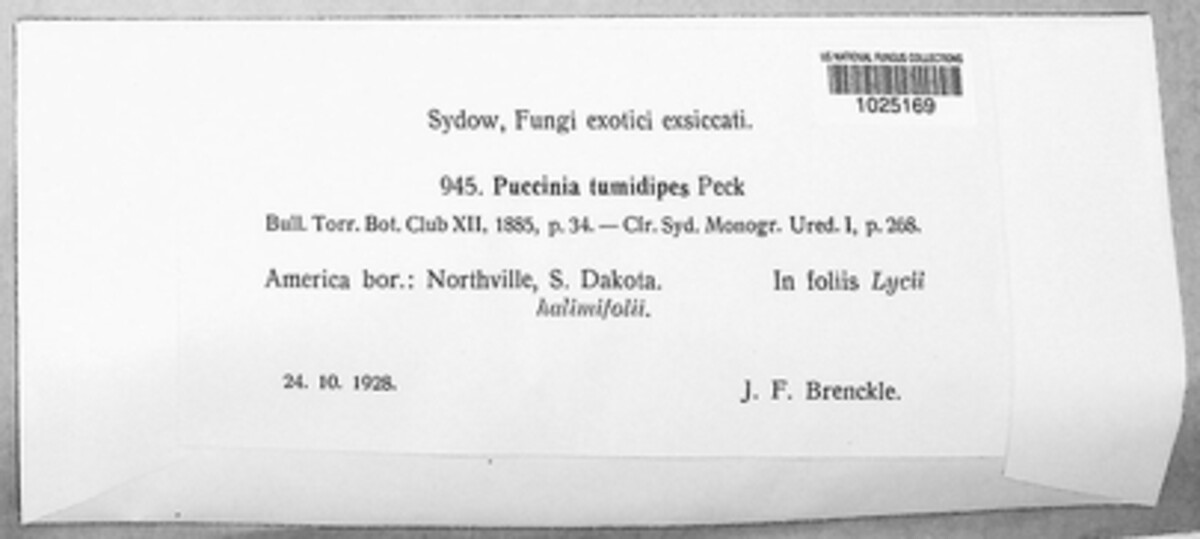 US NATIONAL FUNGUS COLLECTIONS
1025169
Sydow, Fungi exotici exsiccati.
945. Puccinia tumidipes Peck
Bull. Torr. Bot. Club XII, 1885, p. 34. — Clr. Syd. Monogr. Ured. I, p. 268.
America bor.: Northville, S. Dakota. In foliis Lycii
halimifolii.
24. 10. 1928.
J. F. Brenckle.